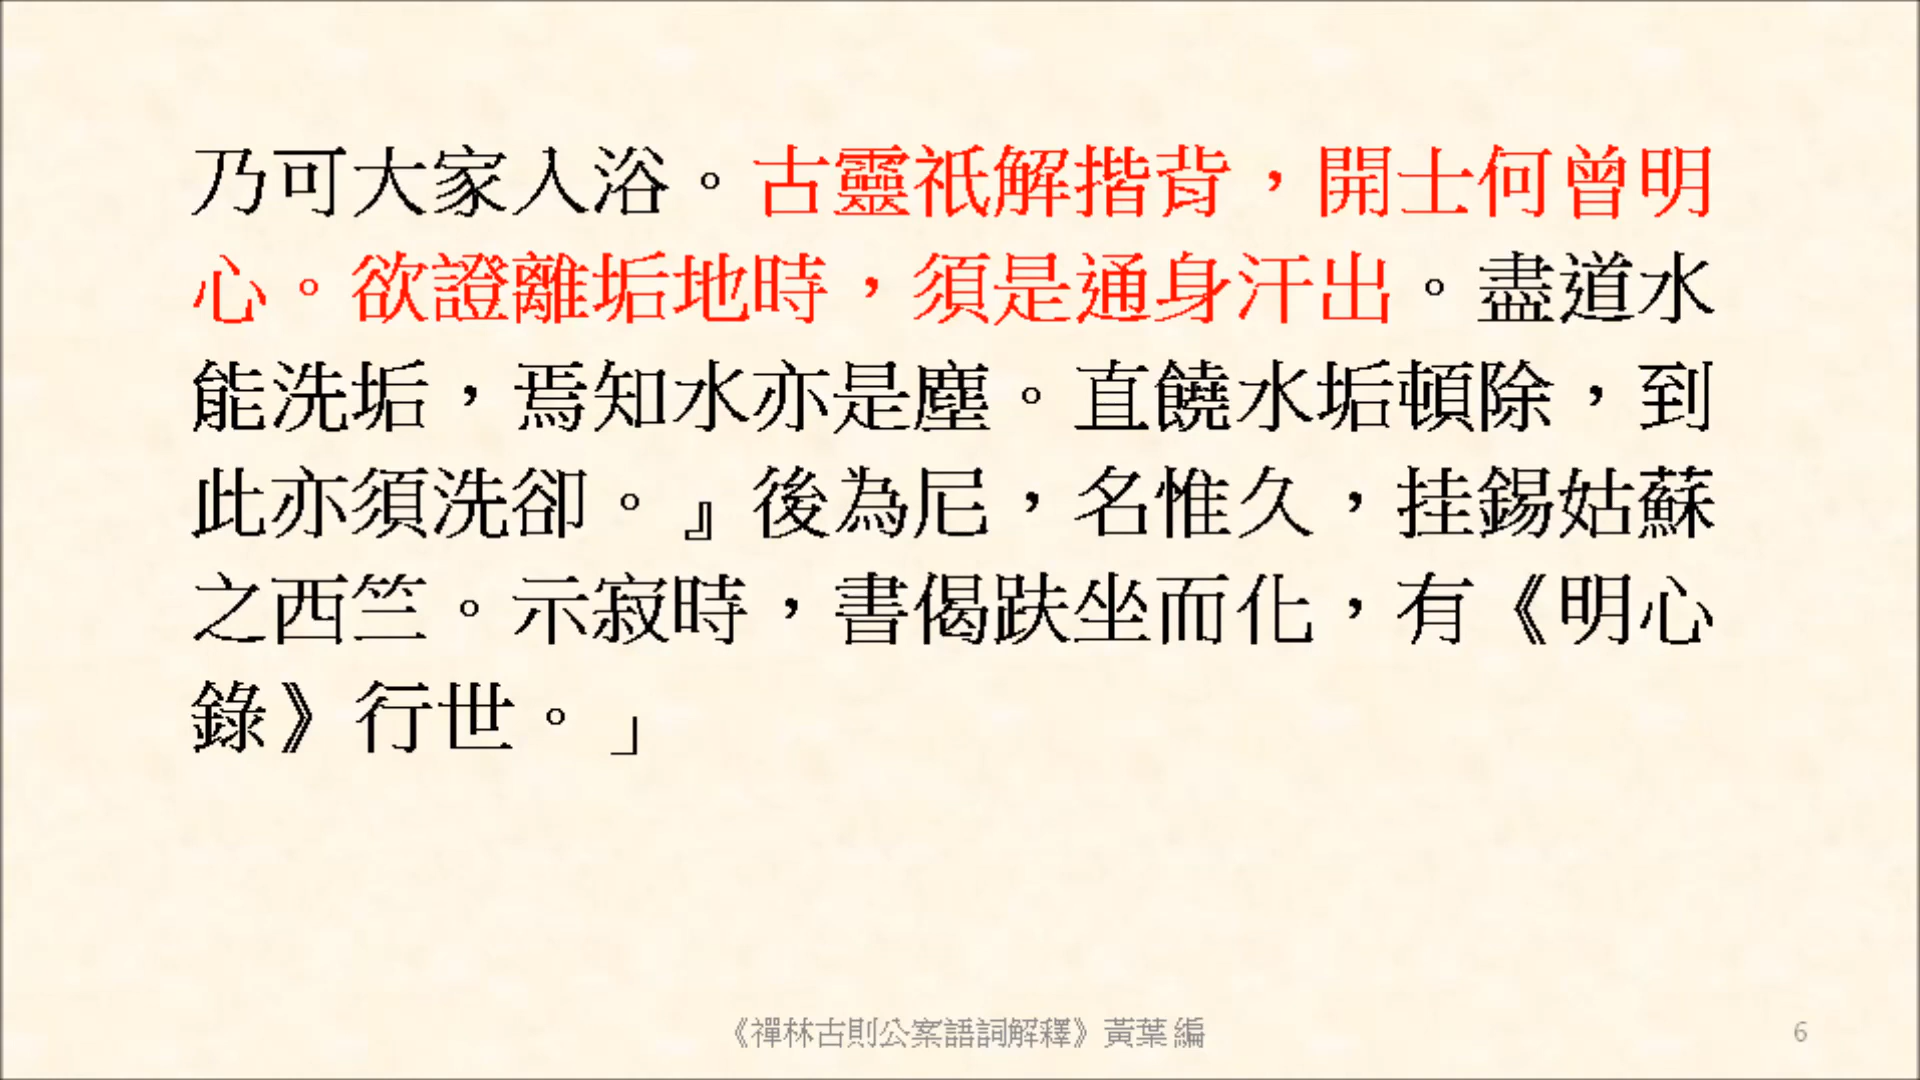 乃可大家入浴。古靈祇解揩背，開士何曾明
心。欲證離垢地時，須是通身汗出。盡道水
能洗垢，焉知水亦是塵。直饒水垢頓除，到
此亦須洗卻。』後為尼，名惟久，挂錫姑蘇
之西竺。示寂時，書偈趺坐而化，有《明心
錄》行世。」
《禪林古則公案語詞解釋》黃葉 編
6